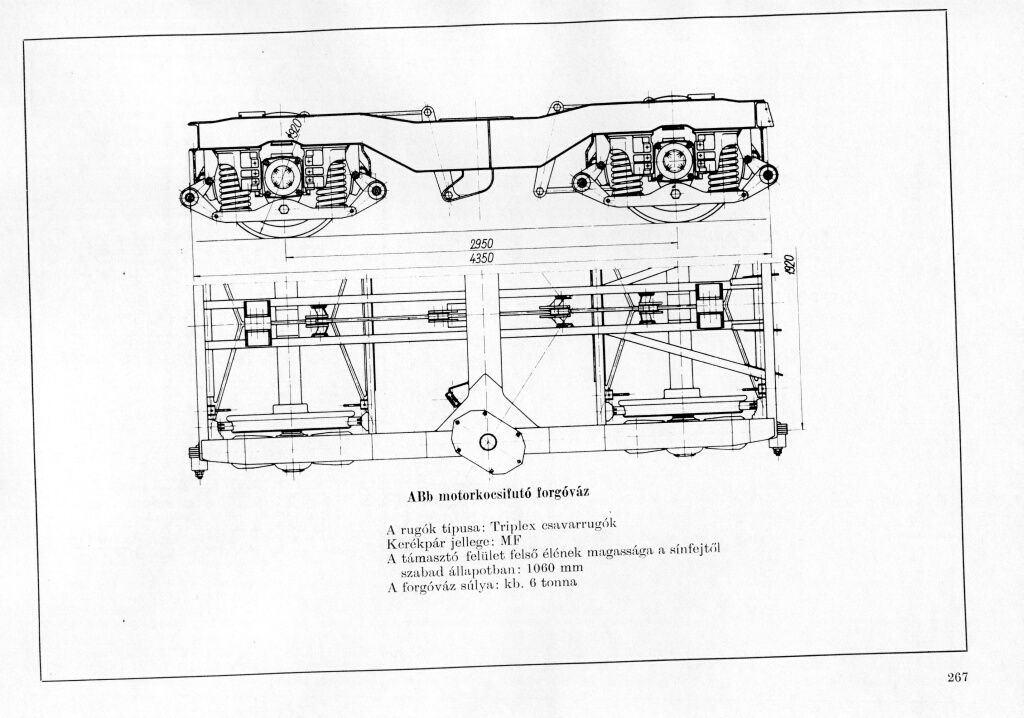 1920
2950
4350
1920
ABb motorkocsifutó forgóváz
A rugók típusa: Triplex csavarrugók
Kerékpár jellege: MF
A támasztó felület felső élének magassága a sínfejtől
szabad állapotban: 1060 mm
A forgóváz súlya: kb. 6 tonna
267